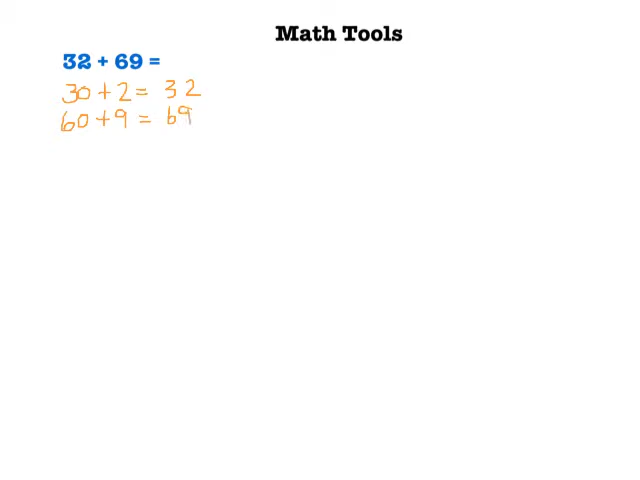 Math Tools
32 + 69 =
30 + 2 = 32
60 + 9 = 69